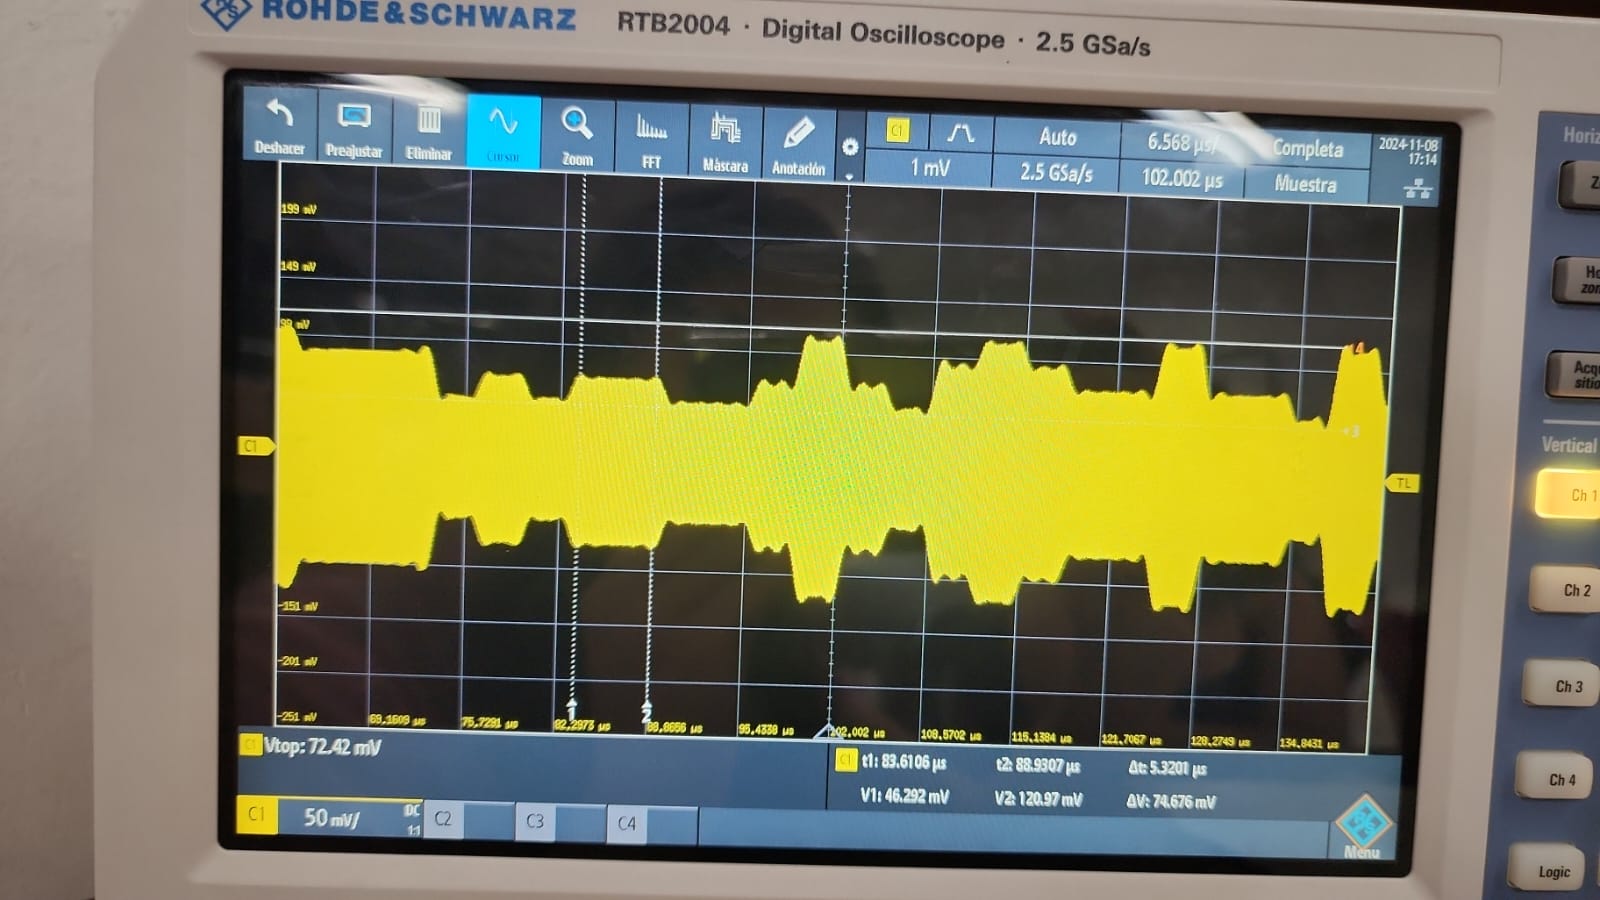 ROHDE&SCHWARZ RTB2004 · Digital Oscilloscope · 2.5 GSa/s
Deshacer Preajustar Eliminar Cursor Zoom FFT Máscara Anotación
C1 Auto 6.568 µs/ Completa 2024-11-08
17:14
1 mV 2.5 GSa/s 102.002 µs Muestra
199 mV
149 mV
99 mV
4
3
C1
TL
-151 mV
-201 mV
-251 mV
1 2
69.1609 µs 75.7291 µs 82.2973 µs 88.8656 µs 95.4338 µs 102.002 µs 108.5702 µs 115.1384 µs 121.7067 µs 128.2749 µs 134.8431 µs
C1 Vtop: 72.42 mV
C1 t1: 83.6106 µs t2: 88.9307 µs Δt: 5.3201 µs
V1: 46.292 mV V2: 120.97 mV ΔV: 74.676 mV
C1 50 mV/ DC 1:1 C2 C3 C4
Menu
Vertical
Ch 1
Ch 2
Ch 3
Ch 4
Logic